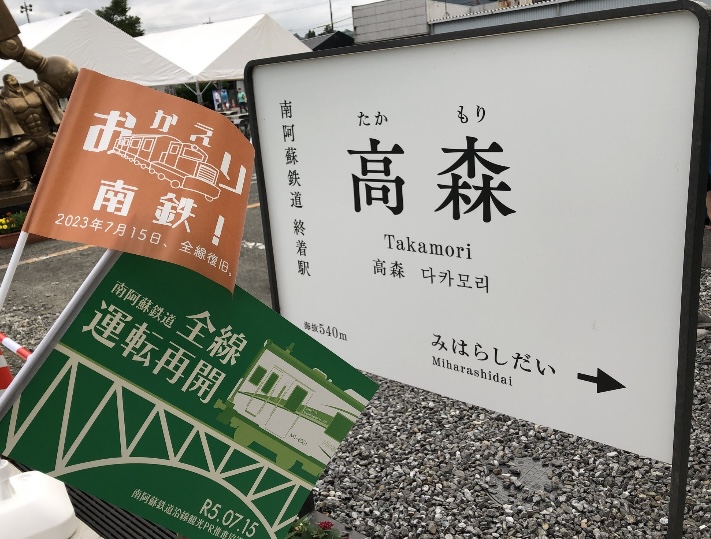 おかえり
南鉄!
2023年7月15日、全線復旧。
南阿蘇鉄道
全線
運転再開
R5.07.15
南阿蘇鉄道 終着駅
たか もり
高森
Takamori
高森 다카모리
海抜540m
みはらしだい
Miharashidai